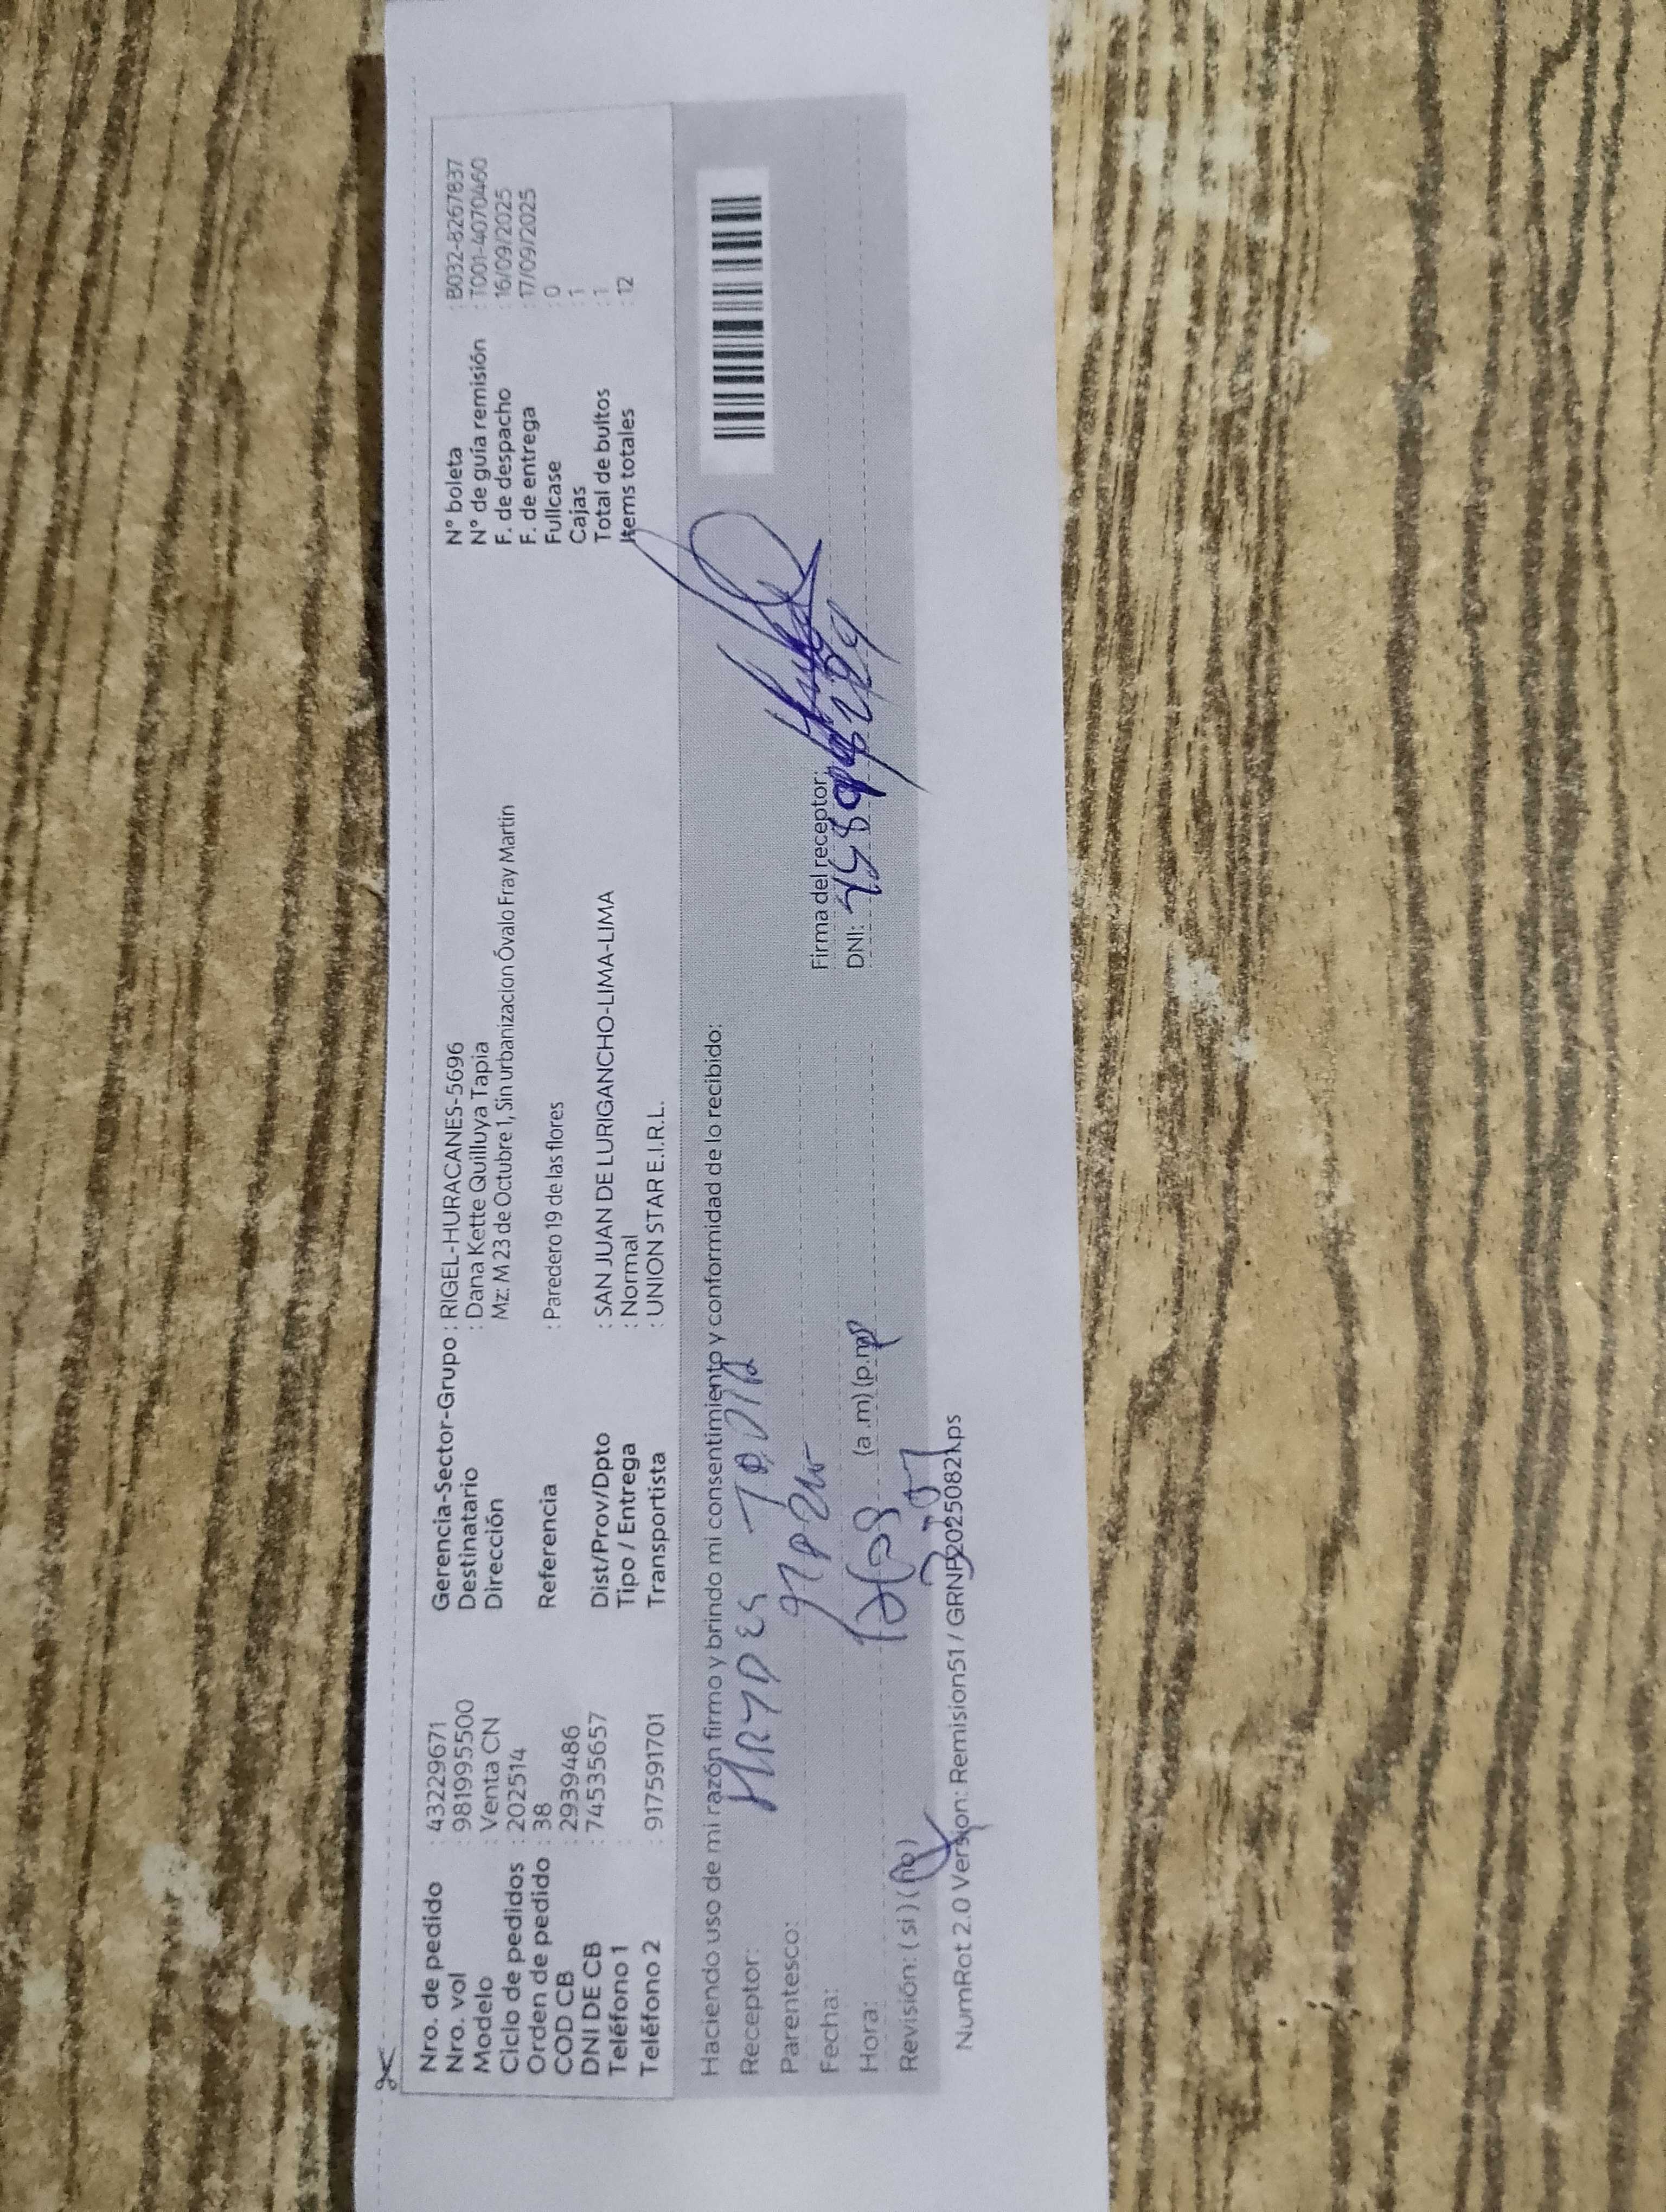 Nro. de pedido : 43229671
Nro. vol : 981995500
Modelo : Venta CN
Ciclo de pedidos : 202514
Orden de pedido : 38
COD CB : 29394486
DNI DE CB : 74535657
Teléfono 1 :
Teléfono 2 : 917591701
Gerencia-Sector-Grupo : RIGEL-HURACANES-5696
Destinatario : Dana Kette Quilluya Tapia
Dirección Mz: M 23 de Octubre 1, Sin urbanizacion Óvalo Fray Martin
Referencia : Paredero 19 de las flores
Dist/Prov/Dpto : SAN JUAN DE LURIGANCHO-LIMA-LIMA
Tipo / Entrega : Normal
Transportista : UNION STAR E.I.R.L.
N° boleta : B032-8267837
N° de guía remisión : T001-4070460
F. de despacho : 16/09/2025
F. de entrega : 17/09/2025
Fullcase : 0
Cajas : 1
Total de bultos : 1
Items totales : 12
Haciendo uso de mi razón firmo y brindo mi consentimiento y conformidad de lo recibido:
Receptor:
Parentesco:
Fecha:
Hora: (a .m) (p.m)
Revisión: ( si ) ( no )
Firma del receptor:
DNI:
NumRot 2.0 Version: Remision51 / GRNP20250821.ps